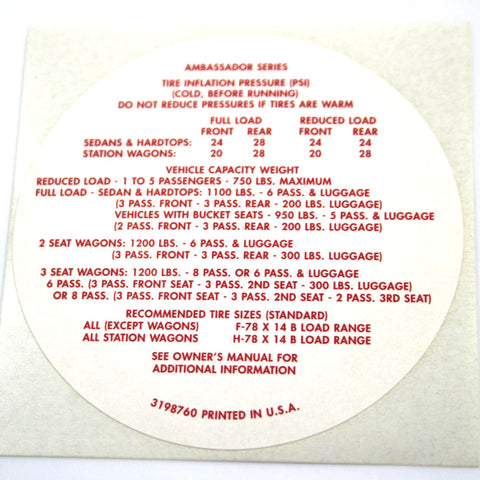 AMBASSADOR SERIES
TIRE INFLATION PRESSURE (PSI)
(COLD, BEFORE RUNNING)
DO NOT REDUCE PRESSURES IF TIRES ARE WARM
FULL LOAD REDUCED LOAD
FRONT REAR FRONT REAR
SEDANS & HARDTOPS: 24 28 24 24
STATION WAGONS: 20 28 20 28
VEHICLE CAPACITY WEIGHT
REDUCED LOAD - 1 TO 5 PASSENGERS - 750 LBS. MAXIMUM
FULL LOAD - SEDAN & HARDTOPS: 1100 LBS. - 6 PASS. & LUGGAGE
(3 PASS. FRONT - 3 PASS. REAR - 200 LBS. LUGGAGE)
VEHICLES WITH BUCKET SEATS - 950 LBS. - 5 PASS. & LUGGAGE
(2 PASS. FRONT - 3 PASS. REAR - 200 LBS. LUGGAGE)
2 SEAT WAGONS: 1200 LBS. - 6 PASS. & LUGGAGE
(3 PASS. FRONT - 3 PASS. REAR - 300 LBS. LUGGAGE)
3 SEAT WAGONS: 1200 LBS. - 8 PASS. OR 6 PASS. & LUGGAGE
6 PASS. (3 PASS. FRONT SEAT - 3 PASS. 2ND SEAT - 300 LBS. LUGGAGE)
OR 8 PASS. (3 PASS. FRONT SEAT - 3 PASS. 2ND SEAT - 2 PASS. 3RD SEAT)
RECOMMENDED TIRE SIZES (STANDARD)
ALL (EXCEPT WAGONS) F-78 X 14 B LOAD RANGE
ALL STATION WAGONS H-78 X 14 B LOAD RANGE
SEE OWNER'S MANUAL FOR
ADDITIONAL INFORMATION
3198760 PRINTED IN U.S.A.